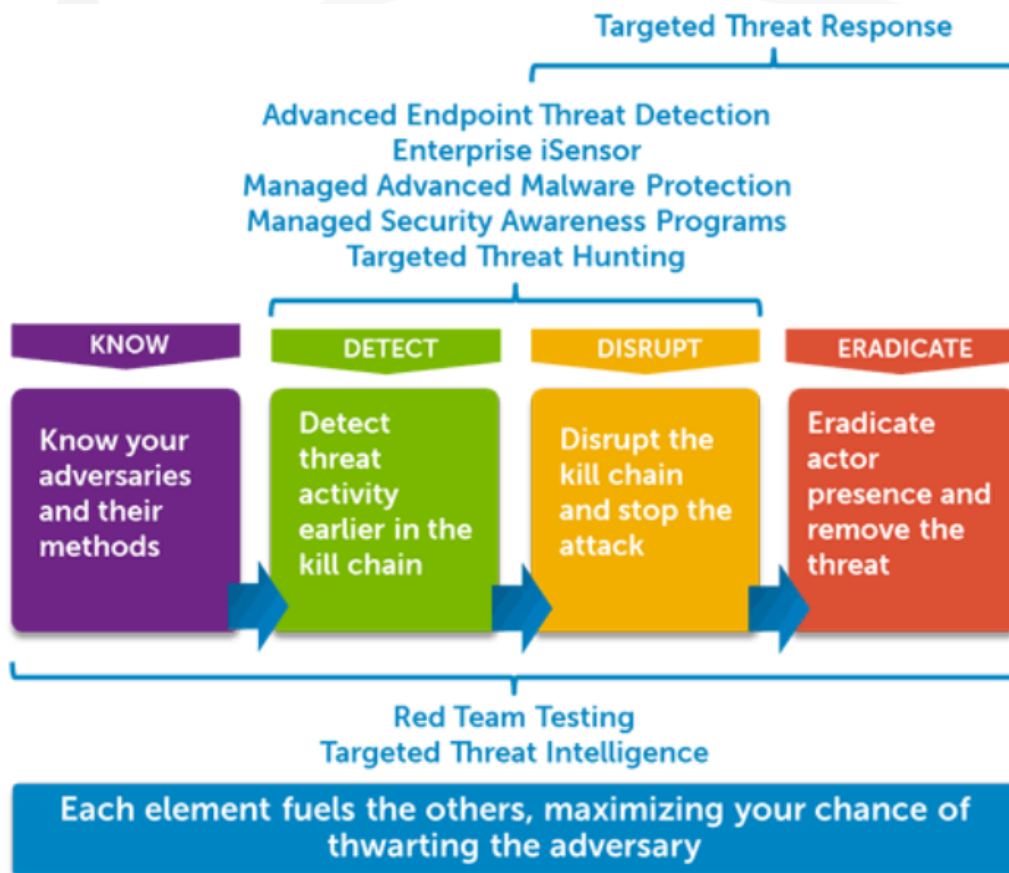 Targeted Threat Response
Advanced Endpoint Threat Detection
Enterprise iSensor
Managed Advanced Malware Protection
Managed Security Awareness Programs
Targeted Threat Hunting
KNOW
Know your
adversaries
and their
methods
DETECT
Detect
threat
activity
earlier in the
kill chain
DISRUPT
Disrupt the
kill chain
and stop the
attack
ERADICATE
Eradicate
actor
presence and
remove the
threat
Red Team Testing
Targeted Threat Intelligence
Each element fuels the others, maximizing your chance of
thwarting the adversary